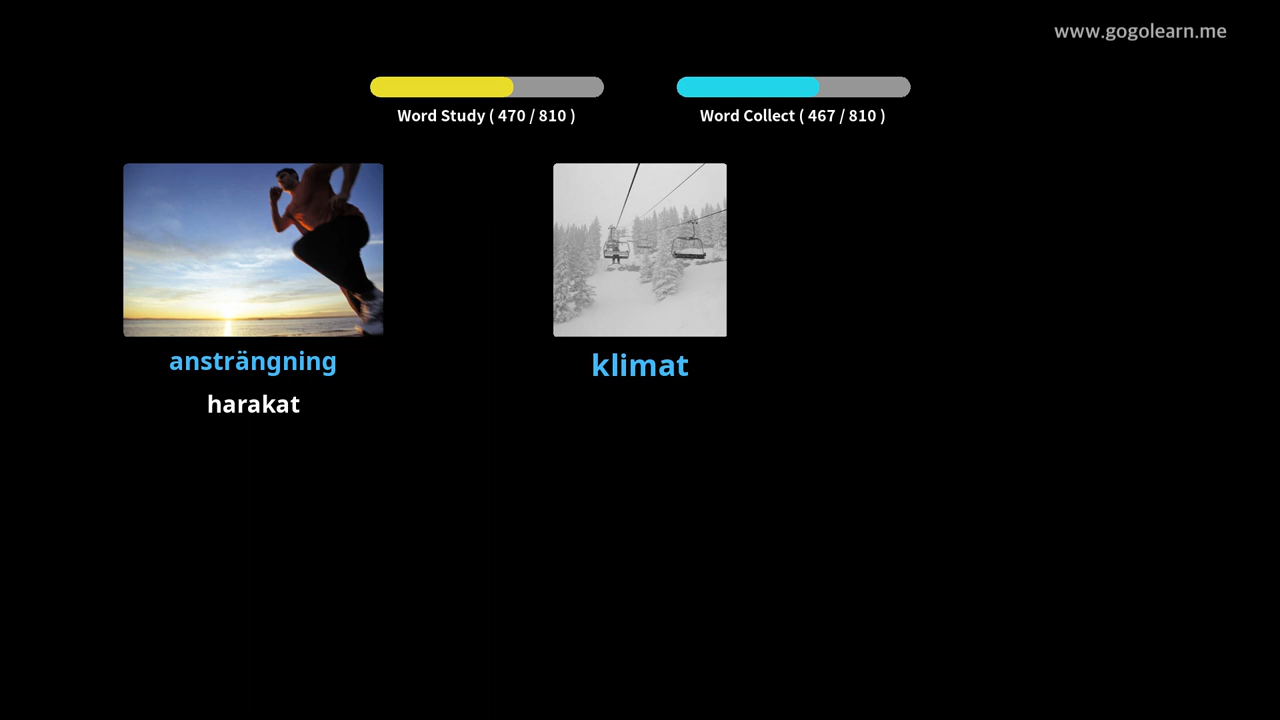 www.gogolearn.me
Word Study ( 470 / 810 )
Word Collect ( 467 / 810 )
ansträngning
harakat
klimat